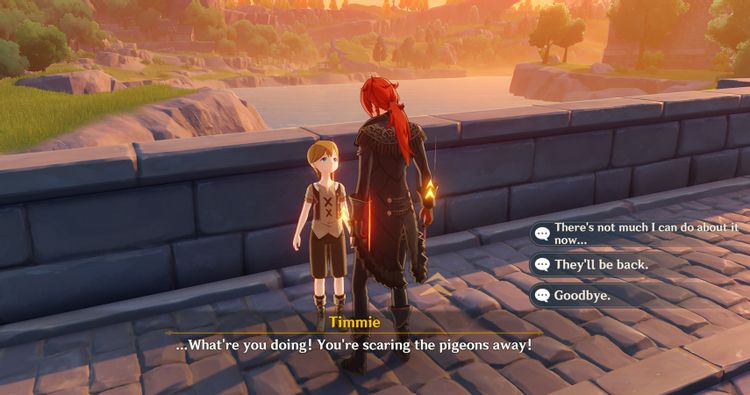 There's not much I can do about it
now...
They'll be back.
Goodbye.
Timmie
...What're you doing! You're scaring the pigeons away!